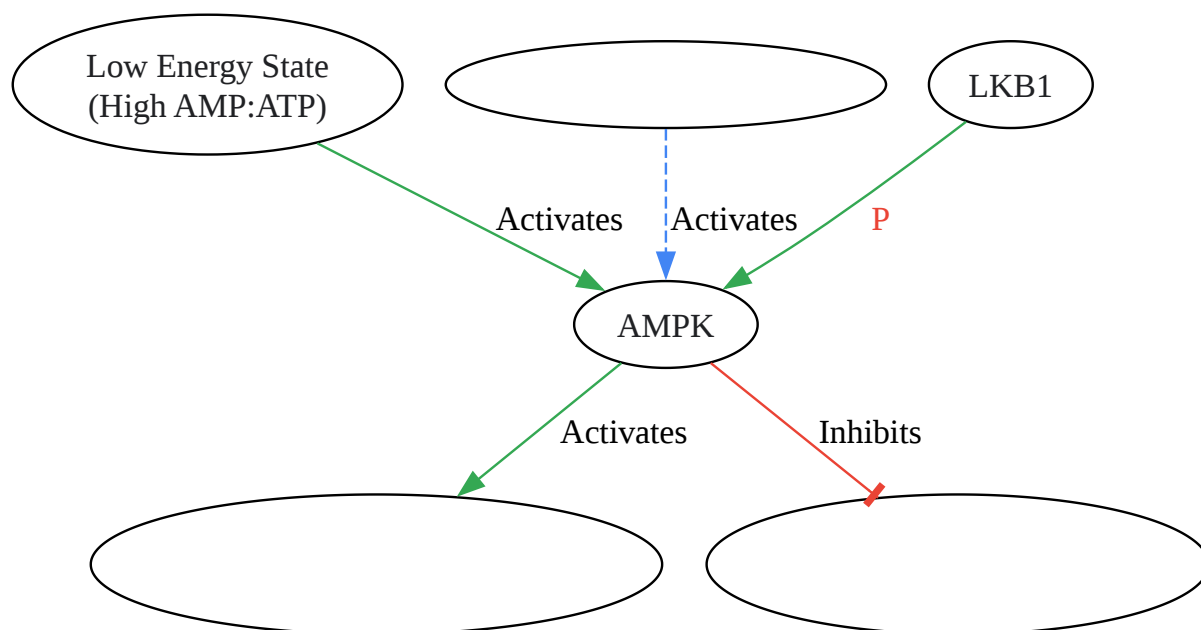 Low Energy State
(High AMP:ATP)
LKB1
Activates
Activates
P
AMPK
Activates
Inhibits